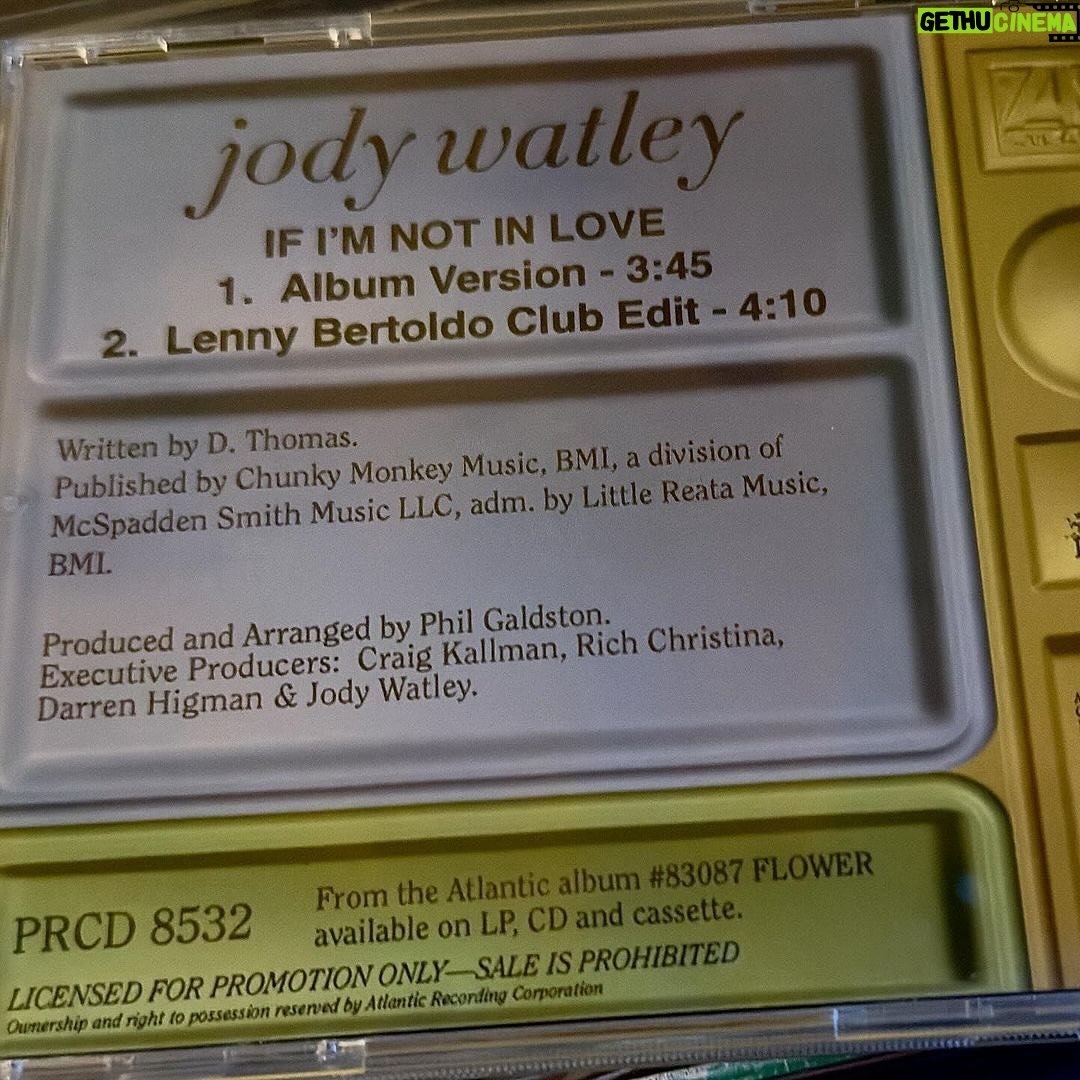 GETHUCINEMA
jody watley
IF I'M NOT IN LOVE
1. Album Version - 3:45
2. Lenny Bertoldo Club Edit - 4:10
Written by D. Thomas.
Published by Chunky Monkey Music, BMI, a division of
McSpadden Smith Music LLC, adm. by Little Reata Music,
BMI.
Produced and Arranged by Phil Galdston.
Executive Producers: Craig Kallman, Rich Christina,
Darren Higman & Jody Watley.
PRCD 8532
From the Atlantic album #83087 FLOWER
available on LP, CD and cassette.
LICENSED FOR PROMOTION ONLY—SALE IS PROHIBITED
Ownership and right to possession reserved by Atlantic Recording Corporation